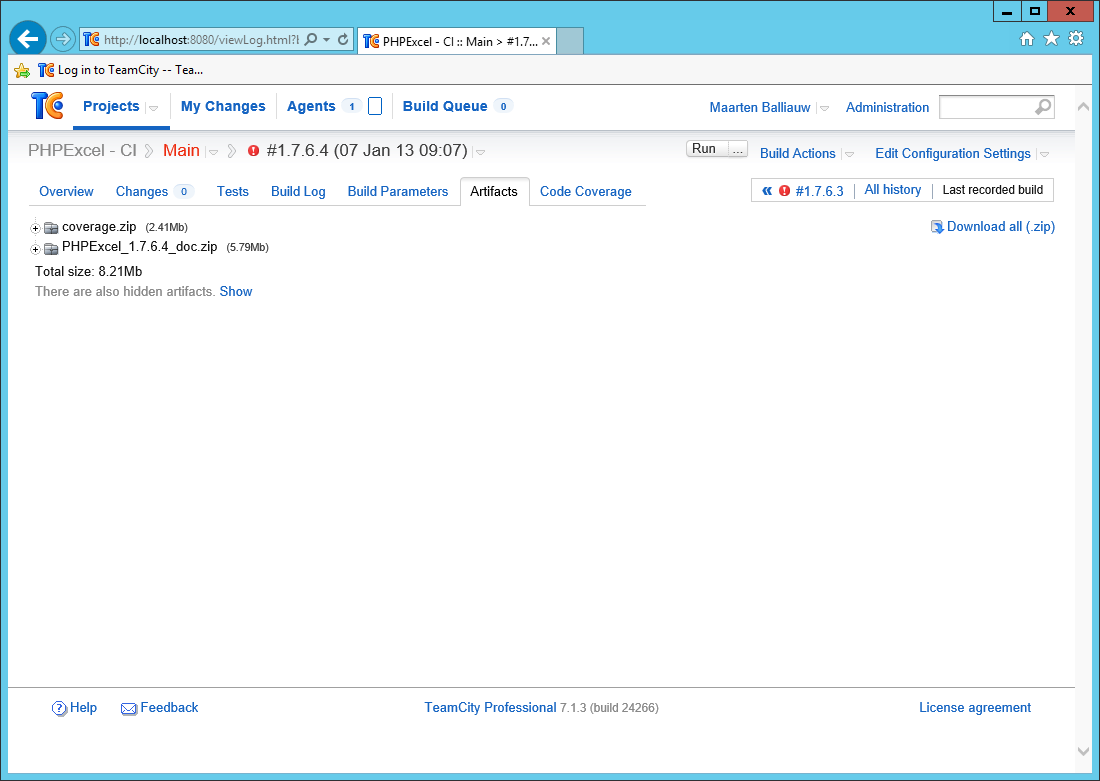 http://localhost:8080/viewLog.html?
PHPExcel - CI :: Main > #1.7...
Log in to TeamCity -- Tea...
TC Projects My Changes Agents 1 Build Queue 0 Maarten Balliauw Administration
PHPExcel - CI Main #1.7.6.4 (07 Jan 13 09:07) Run ... Build Actions Edit Configuration Settings
Overview Changes 0 Tests Build Log Build Parameters Artifacts Code Coverage « #1.7.6.3 All history Last recorded build
coverage.zip (2.41Mb) Download all (.zip)
PHPExcel_1.7.6.4_doc.zip (5.79Mb)
Total size: 8.21Mb
There are also hidden artifacts. Show
Help Feedback TeamCity Professional 7.1.3 (build 24266) License agreement